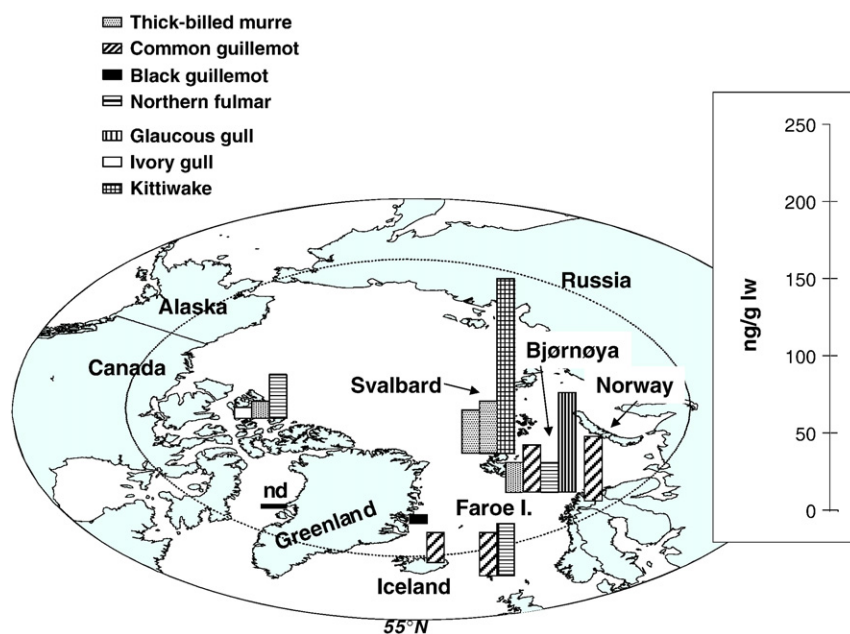 Thick-billed murre
Common guillemot
Black guillemot
Northern fulmar
Glaucous gull
Ivory gull
Kittiwake
250
200
150
100
50
0
ng/g lw
Russia
Alaska
Canada
Bjørnøya
Svalbard
Norway
nd
Faroe I.
Greenland
Iceland
55°N